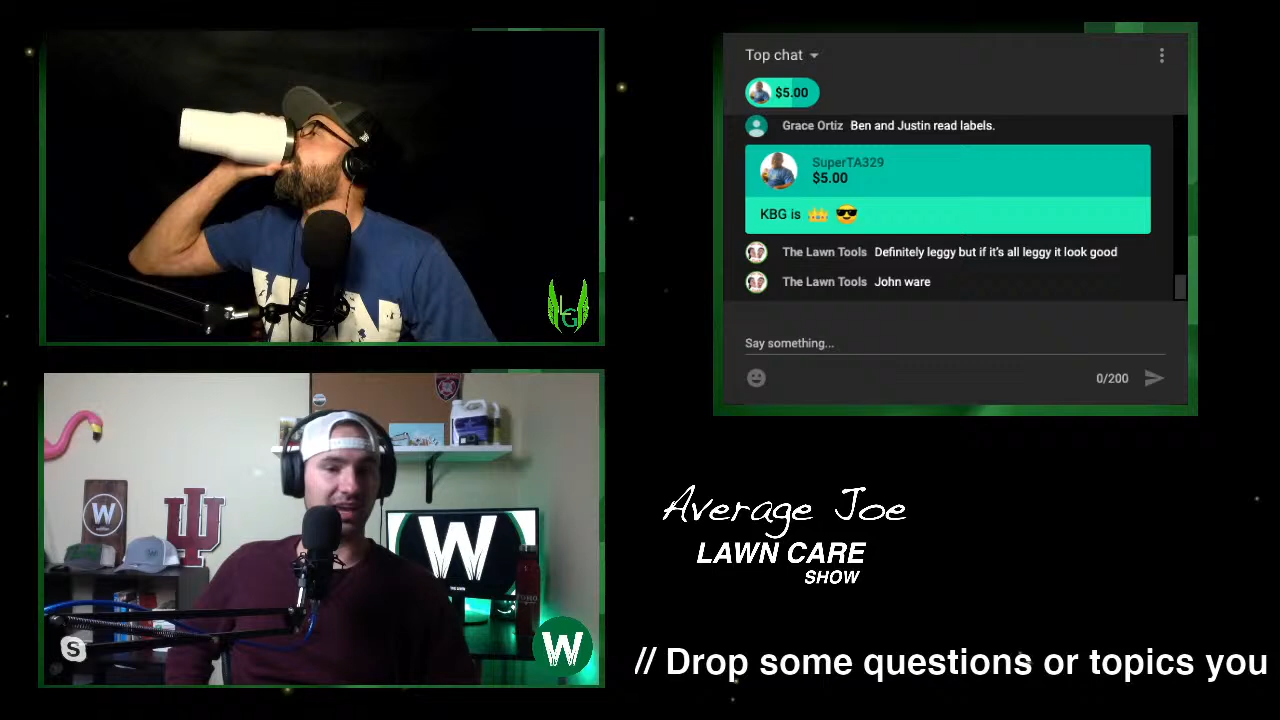 Top chat
$5.00
Grace Ortiz Ben and Justin read labels.
SuperTA329
$5.00
KBG is 👑 😎
The Lawn Tools Definitely leggy but if it's all leggy it look good
The Lawn Tools John ware
Say something...
0/200
LG
W
W
W
S
Average Joe
LAWN CARE
SHOW
// Drop some questions or topics you